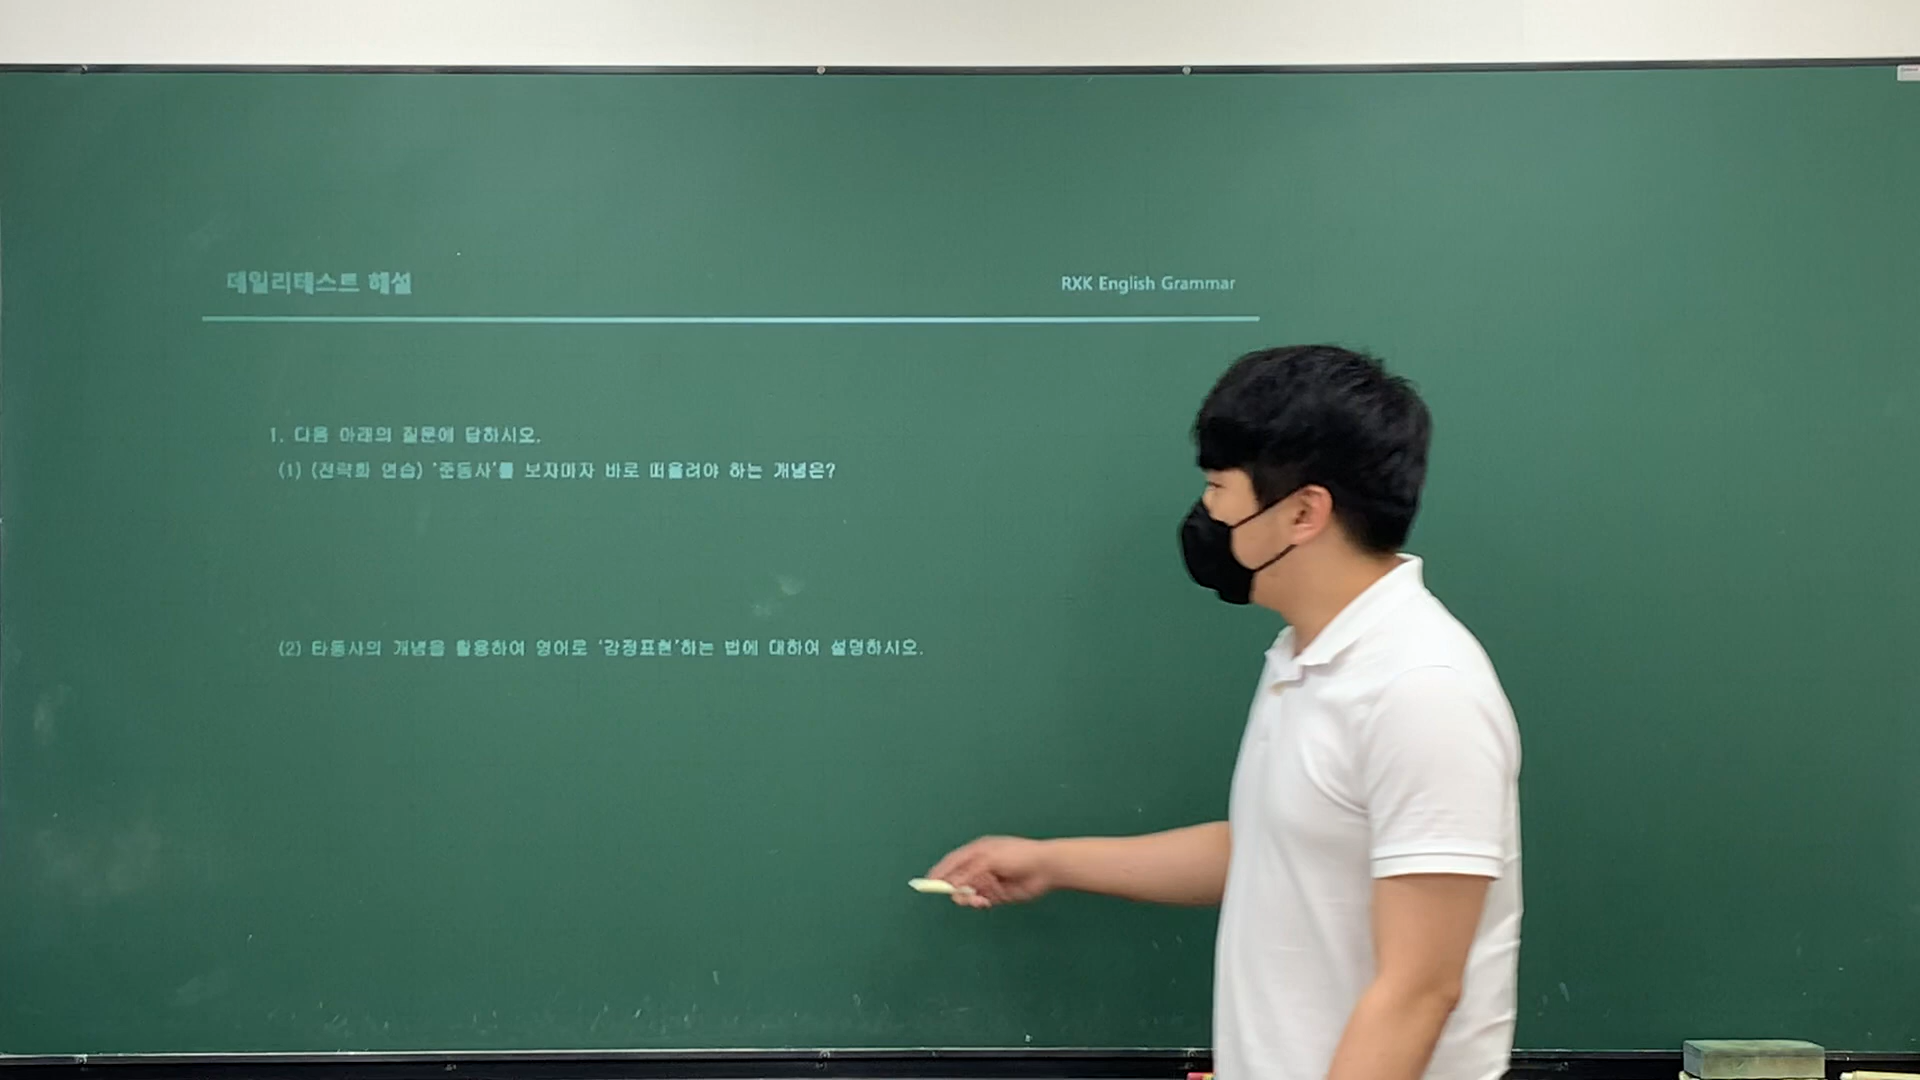 데일리테스트 해설
RXK English Grammar
1. 다음 아래의 질문에 답하시오.
(1) (전략화 연습) '준동사'를 보자마자 바로 떠올려야 하는 개념은?
(2) 타동사의 개념을 활용하여 영어로 '감정표현'하는 법에 대하여 설명하시오.